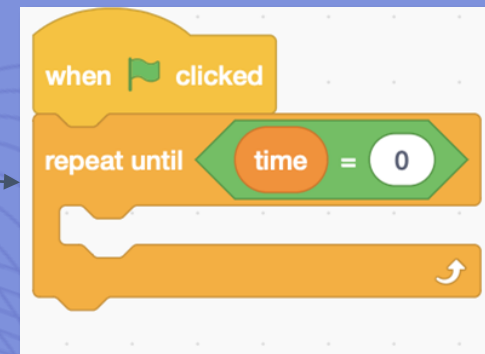 when clicked
repeat until time = 0